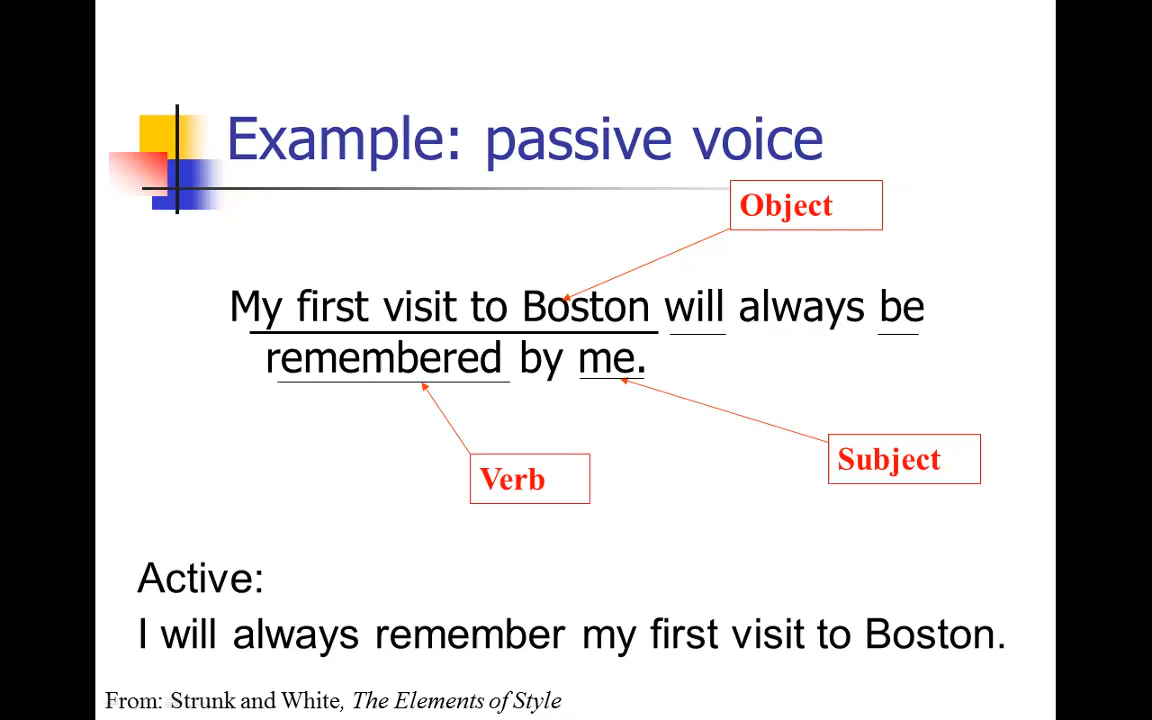 Example: passive voice
Object
My first visit to Boston will always be
remembered by me.
Subject
Verb
Active:
I will always remember my first visit to Boston.
From: Strunk and White, The Elements of Style